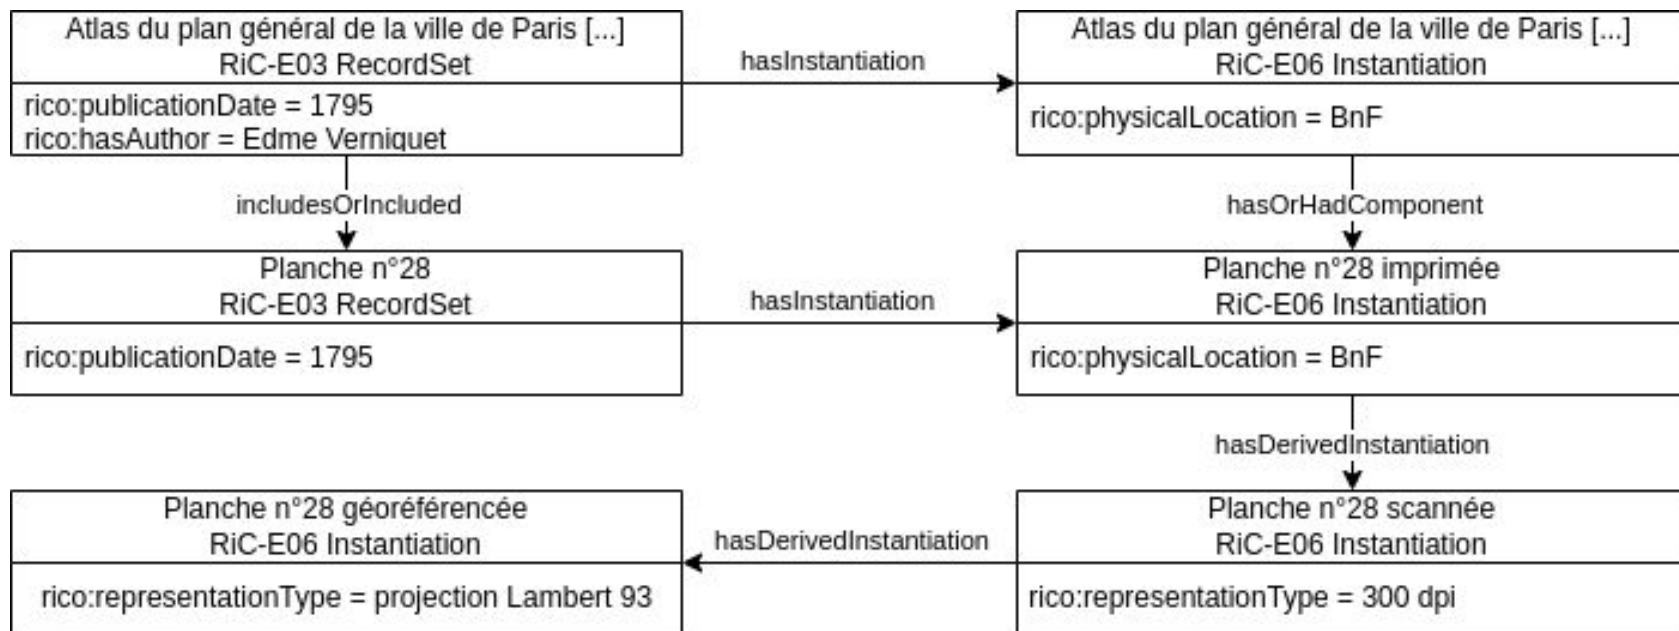 Atlas du plan général de la ville de Paris [...]
RiC-E03 RecordSet
rico:publicationDate = 1795
rico:hasAuthor = Edme Verniquet
hasInstantiation
Atlas du plan général de la ville de Paris [...]
RiC-E06 Instantiation
rico:physicalLocation = BnF
includesOrIncluded
hasOrHadComponent
Planche n°28
RiC-E03 RecordSet
rico:publicationDate = 1795
hasInstantiation
Planche n°28 imprimée
RiC-E06 Instantiation
rico:physicalLocation = BnF
hasDerivedInstantiation
Planche n°28 géoréférencée
RiC-E06 Instantiation
rico:representationType = projection Lambert 93
hasDerivedInstantiation
Planche n°28 scannée
RiC-E06 Instantiation
rico:representationType = 300 dpi